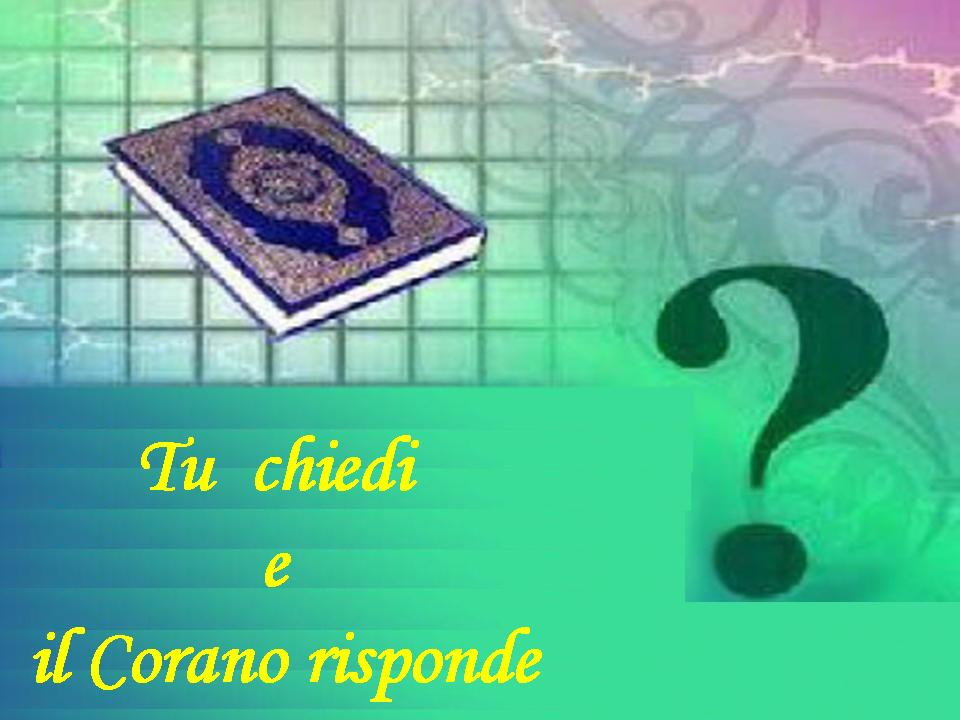 Tu chiedi
e
il Corano risponde
?